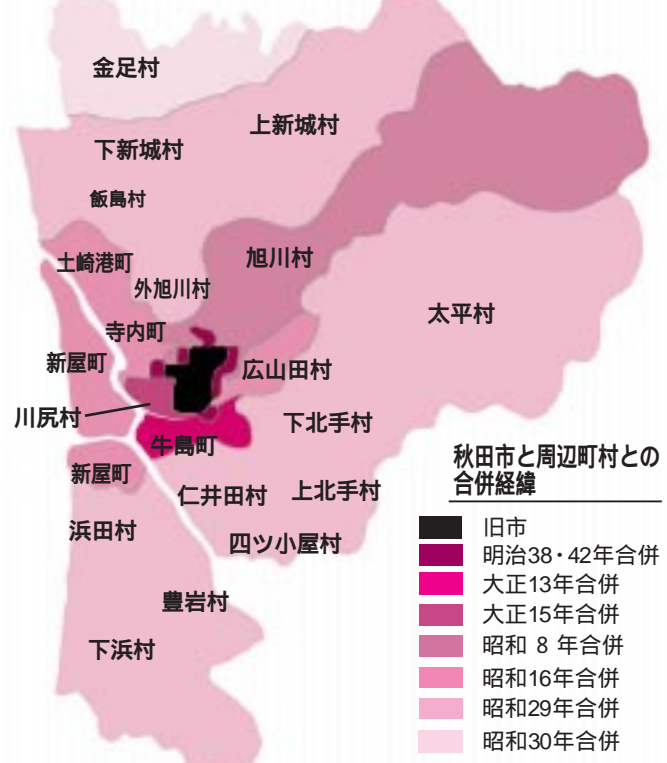 金足村
上新城村
下新城村
飯島村
土崎港町
旭川村
外旭川村
太平村
寺内町
新屋町
広山田村
川尻村
下北手村
牛島町
新屋町
仁井田村
上北手村
浜田村
四ツ小屋村
豊岩村
下浜村
秋田市と周辺町村との
合併経緯
旧市
明治38・42年合併
大正13年合併
大正15年合併
昭和 8 年合併
昭和16年合併
昭和29年合併
昭和30年合併